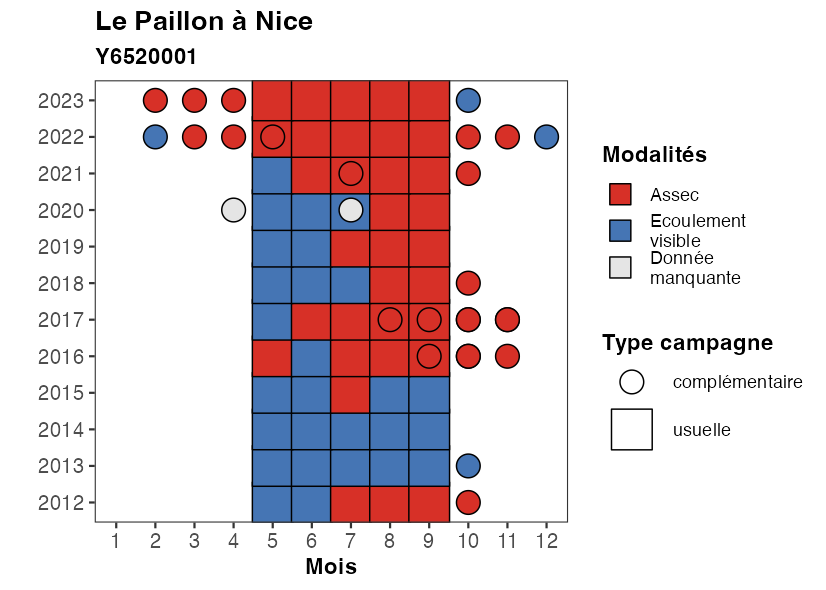 Le Paillon à Nice
Y6520001
2023
2022
2021
2020
2019
2018
2017
2016
2015
2014
2013
2012
1 2 3 4 5 6 7 8 9 10 11 12
Mois
Modalités
Assec
Ecoulement
visible
Donnée
manquante
Type campagne
complémentaire
usuelle